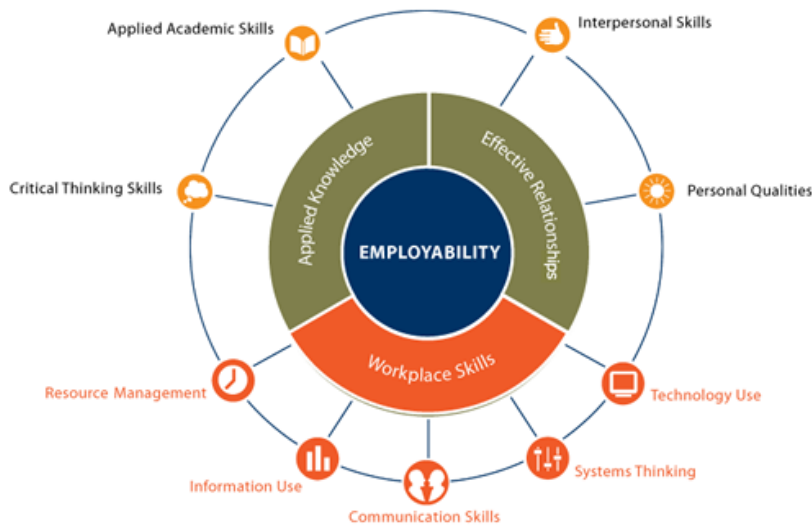 Applied Academic Skills
Interpersonal Skills
Applied Knowledge
Effective Relationships
Critical Thinking Skills
Personal Qualities
EMPLOYABILITY
Workplace Skills
Resource Management
Technology Use
Information Use
Systems Thinking
Communication Skills